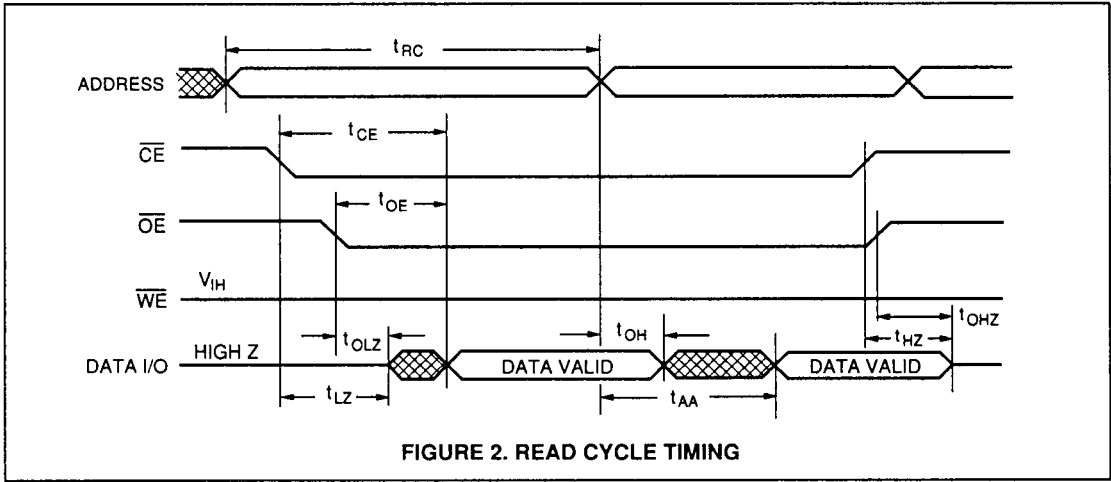 tRC
ADDRESS
tCE
CE
tOE
OE
VIH
WE
tOHZ
tOLZ
tOH
tHZ
HIGH Z
DATA I/O
DATA VALID
DATA VALID
tLZ
tAA
FIGURE 2. READ CYCLE TIMING